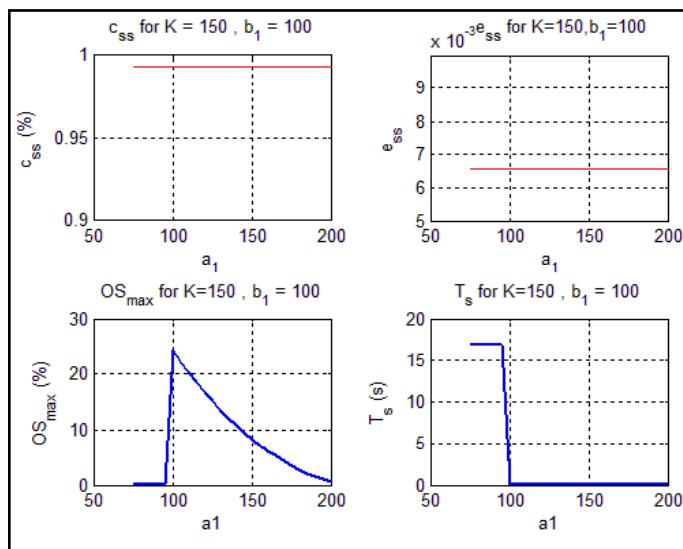 c_ss for K = 150 , b_1 = 100
1
0.95
0.9
c_ss (%)
50 100 150 200
a_1
x 10^-3 e_ss for K=150,b_1=100
9
8
7
6
5
e_ss
50 100 150 200
a_1
OS_max for K=150 , b_1 = 100
30
20
10
0
OS_max (%)
50 100 150 200
a1
T_s for K=150 , b_1 = 100
20
15
10
5
0
T_s (s)
50 100 150 200
a1